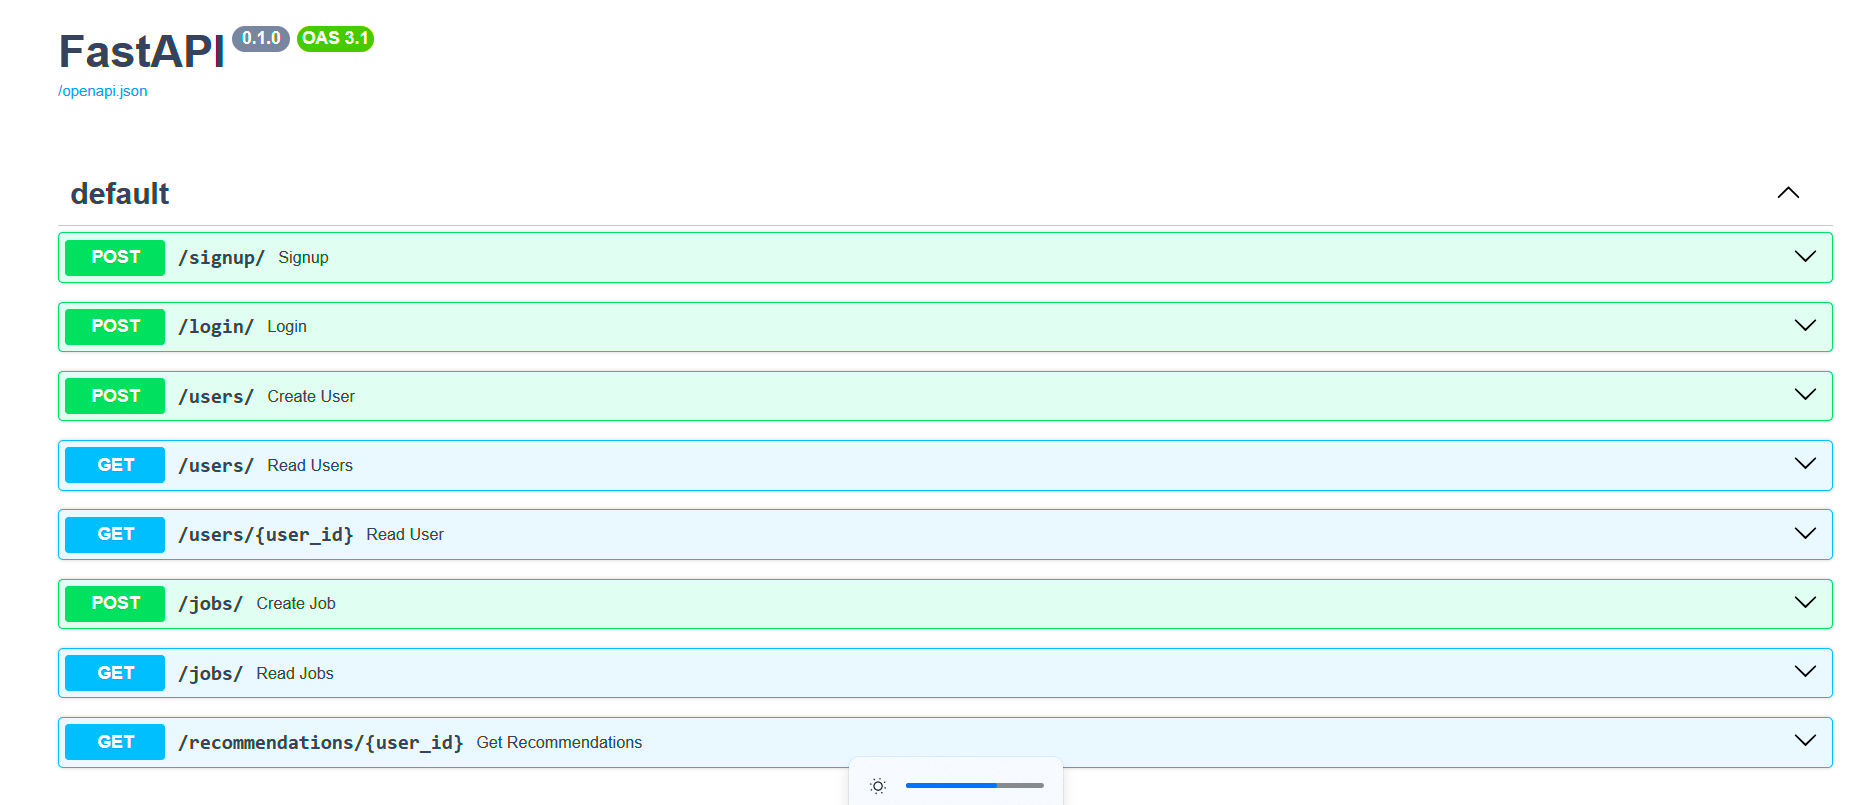 FastAPI 0.1.0 OAS 3.1
/openapi.json
default
POST /signup/ Signup
POST /login/ Login
POST /users/ Create User
GET /users/ Read Users
GET /users/{user_id} Read User
POST /jobs/ Create Job
GET /jobs/ Read Jobs
GET /recommendations/{user_id} Get Recommendations